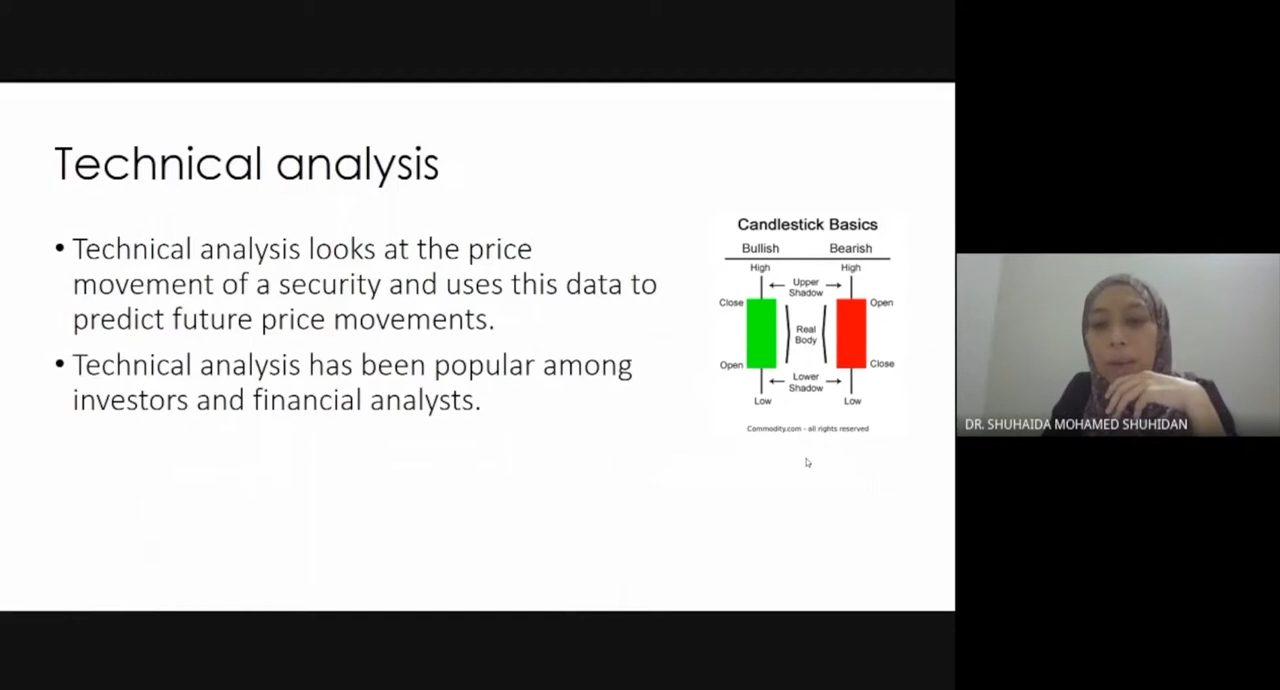 Technical analysis
• Technical analysis looks at the price
movement of a security and uses this data to
predict future price movements.
• Technical analysis has been popular among
investors and financial analysts.
Candlestick Basics
Bullish Bearish
High High
Upper
Shadow
Close Open
Real
Body
Open Close
Lower
Shadow
Low Low
Commodity.com - all rights reserved
DR. SHUHAIDA MOHAMED SHUHIDAN